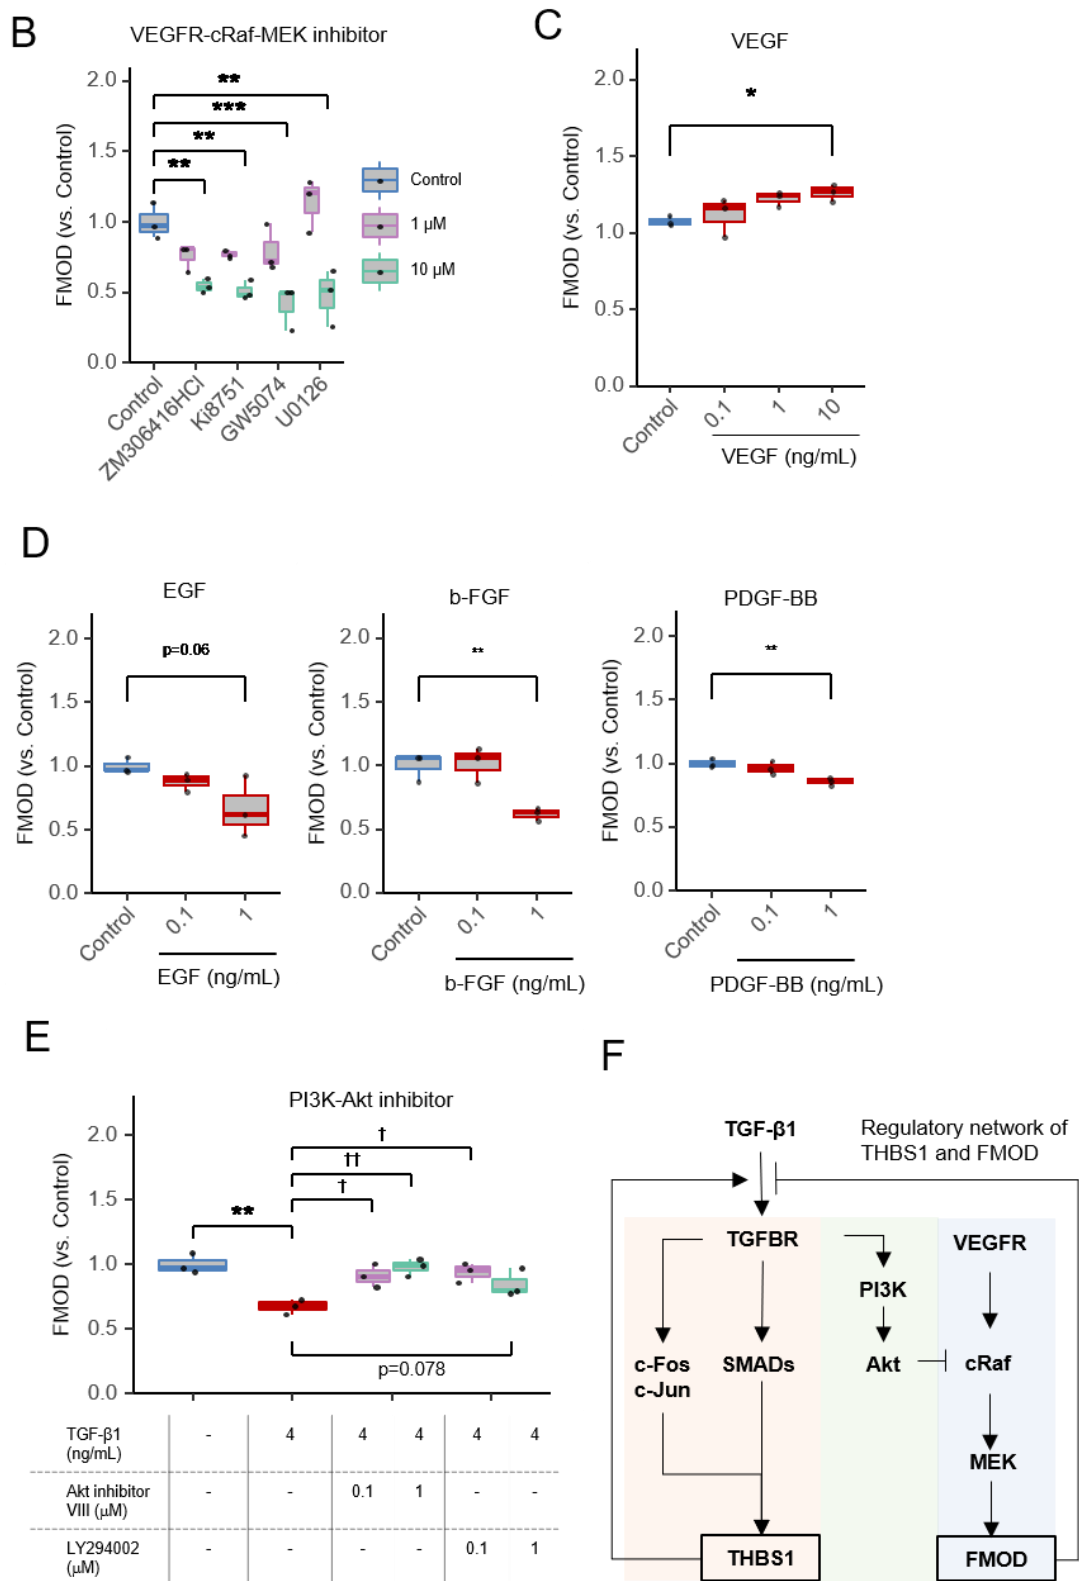 B
VEGFR-cRaf-MEK inhibitor
FMOD (vs. Control)
2.0
1.5
1.0
0.5
0.0
**
***
**
**
Control
1 μM
10 μM
Control
ZM306416HCl
Ki8751
GW5074
U0126
C
VEGF
FMOD (vs. Control)
2.0
1.5
1.0
0.5
0.0
*
Control
0.1
1
10
VEGF (ng/mL)
D
EGF
FMOD (vs. Control)
2.0
1.5
1.0
0.5
0.0
p=0.06
Control
0.1
1
EGF (ng/mL)
b-FGF
FMOD (vs. Control)
2.0
1.5
1.0
0.5
0.0
**
Control
0.1
1
b-FGF (ng/mL)
PDGF-BB
FMOD (vs. Control)
2.0
1.5
1.0
0.5
0.0
**
Control
0.1
1
PDGF-BB (ng/mL)
E
PI3K-Akt inhibitor
FMOD (vs. Control)
2.0
1.5
1.0
0.5
0.0
**
†
††
†
p=0.078
TGF-β1 (ng/mL) - 4 4 4 4 4
Akt inhibitor VIII (μM) - - 0.1 1 - -
LY294002 (μM) - - - - 0.1 1
F
Regulatory network of
THBS1 and FMOD
TGF-β1
TGFBR
VEGFR
PI3K
c-Fos
c-Jun
SMADs
Akt
cRaf
MEK
THBS1
FMOD